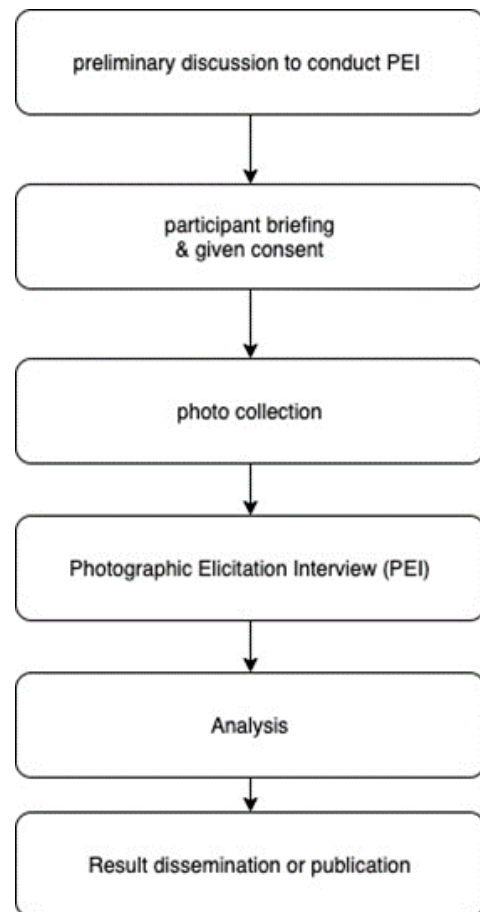 preliminary discussion to conduct PEI
participant briefing
& given consent
photo collection
Photographic Elicitation Interview (PEI)
Analysis
Result dissemination or publication